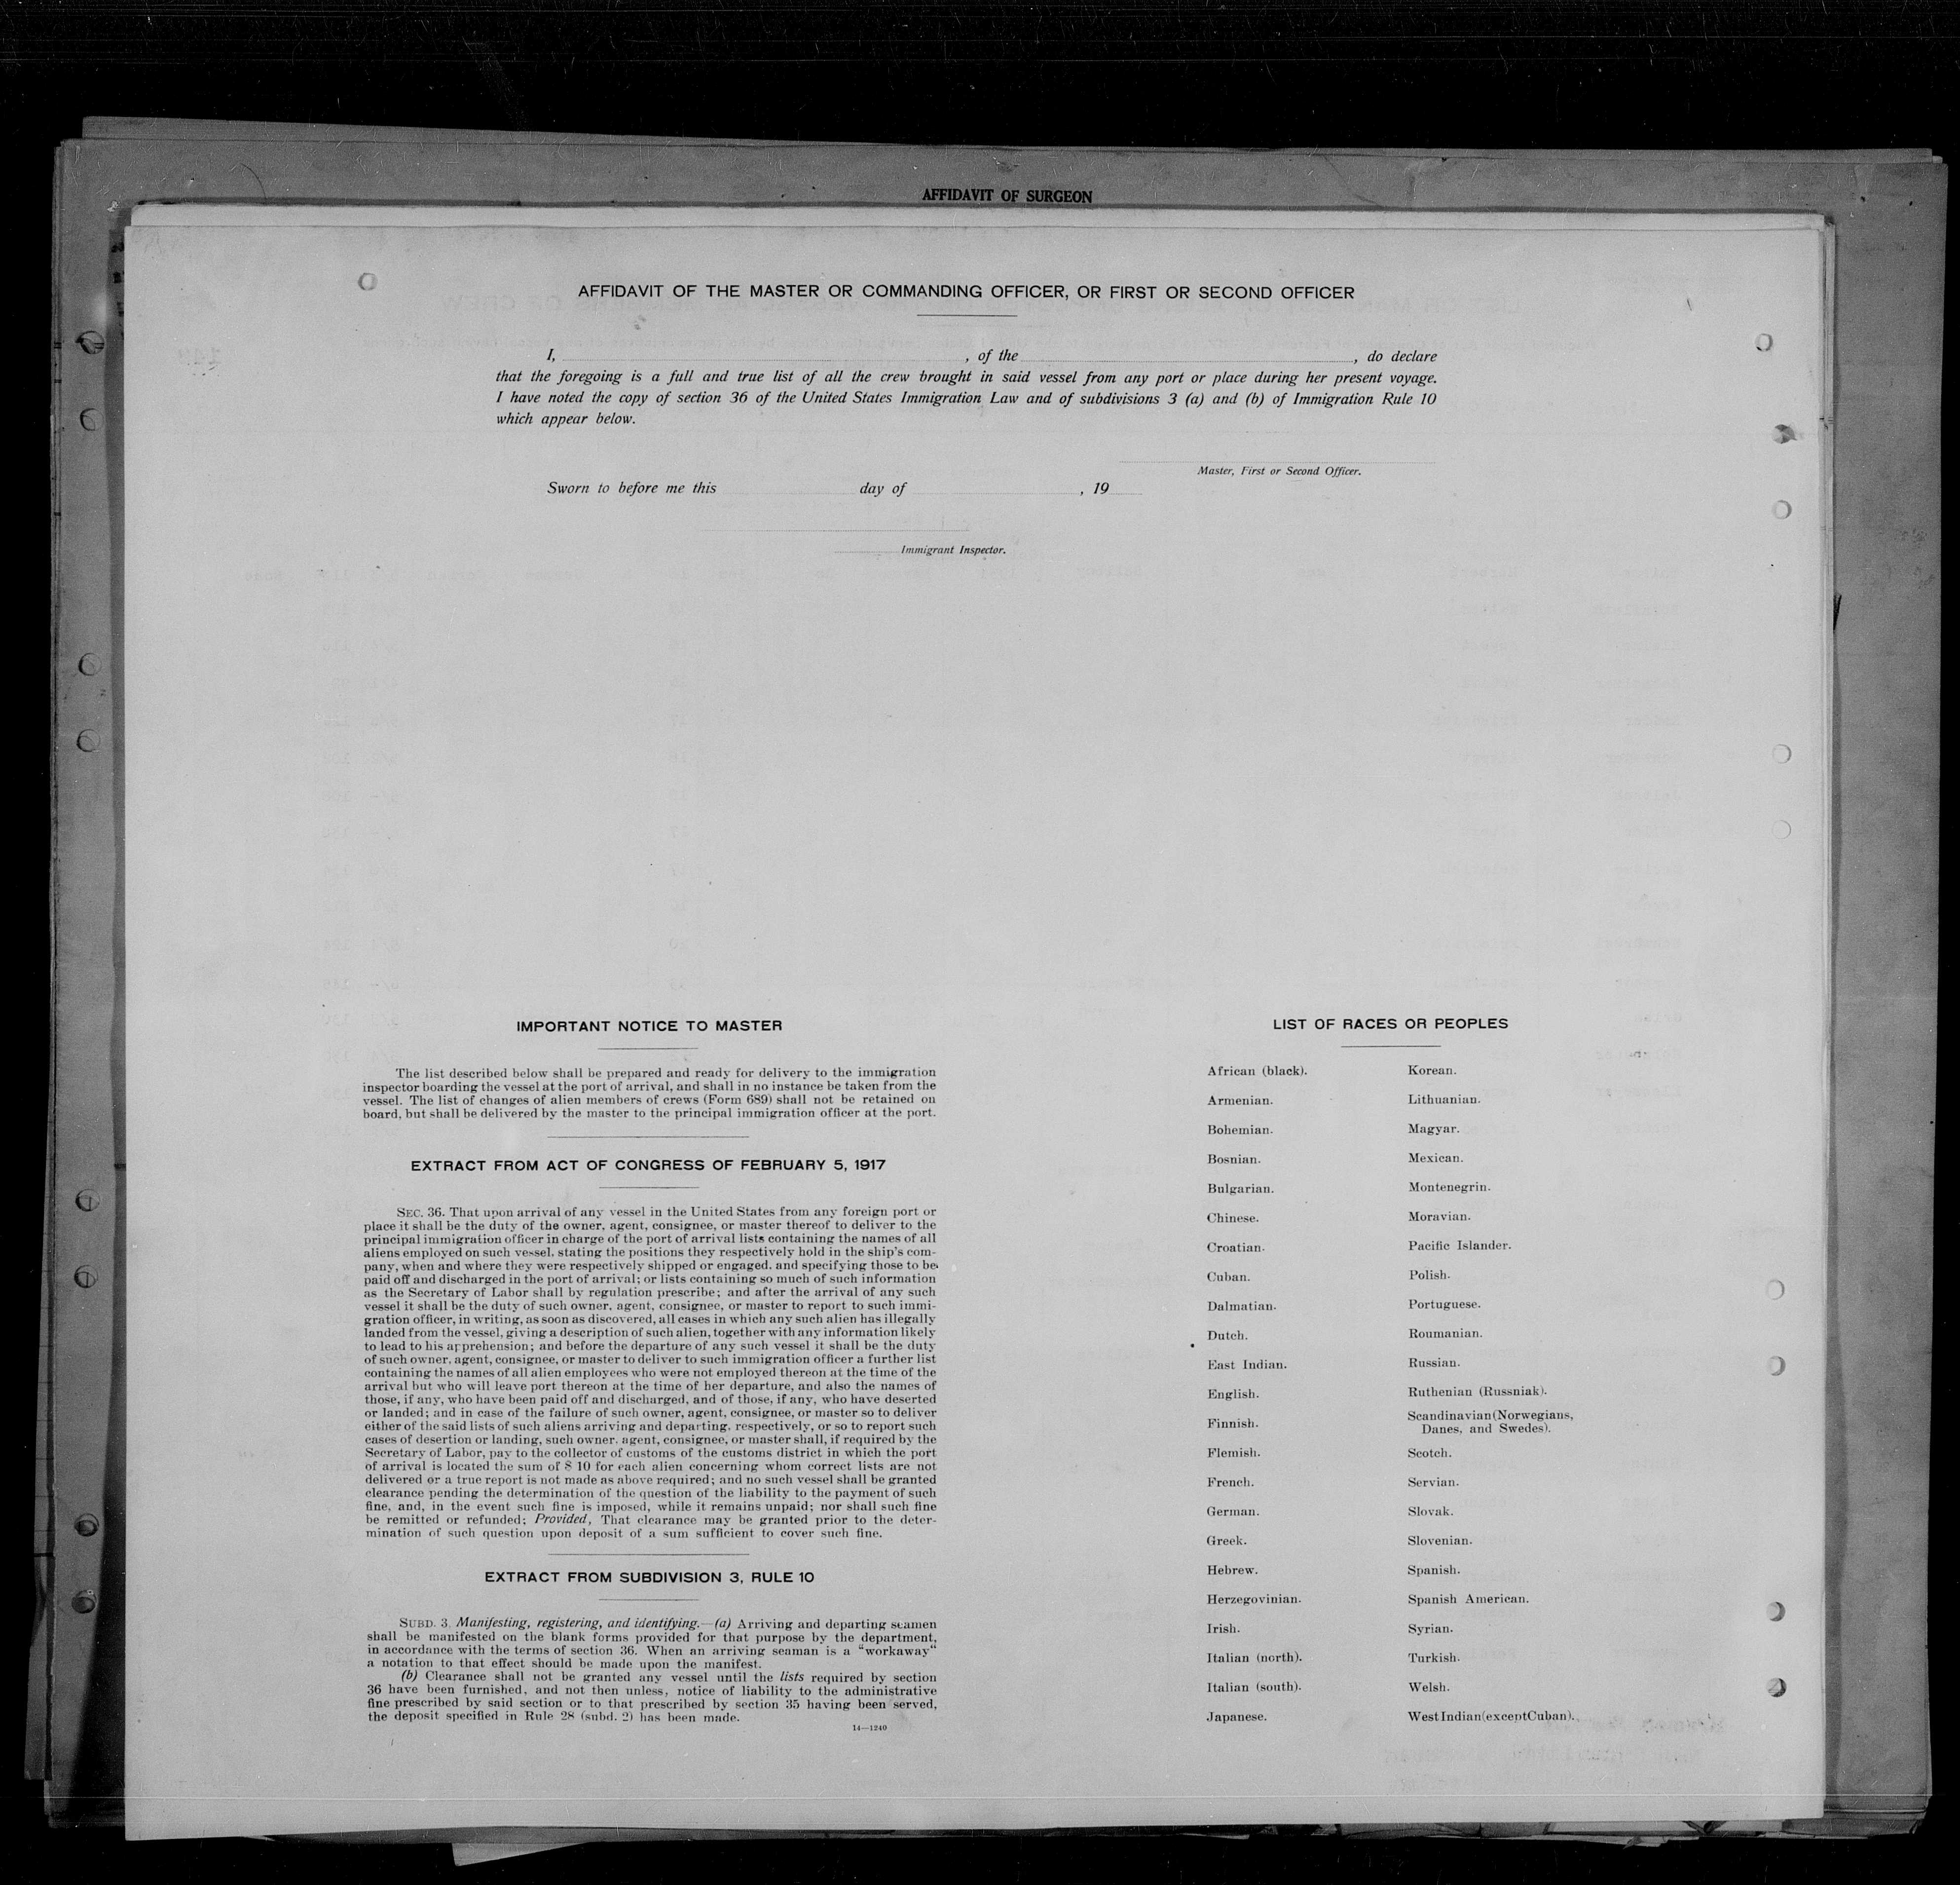 AFFIDAVIT OF SURGEON
AFFIDAVIT OF THE MASTER OR COMMANDING OFFICER, OR FIRST OR SECOND OFFICER
I, , of the , do declare
that the foregoing is a full and true list of all the crew brought in said vessel from any port or place during her present voyage.
I have noted the copy of section 36 of the United States Immigration Law and of subdivisions 3 (a) and (b) of Immigration Rule 10
which appear below.
Master, First or Second Officer.
Sworn to before me this day of , 19
Immigrant Inspector.
IMPORTANT NOTICE TO MASTER
The list described below shall be prepared and ready for delivery to the immigration
inspector boarding the vessel at the port of arrival, and shall in no instance be taken from the
vessel. The list of changes of alien members of crews (Form 689) shall not be retained on
board, but shall be delivered by the master to the principal immigration officer at the port.
EXTRACT FROM ACT OF CONGRESS OF FEBRUARY 5, 1917
SEC. 36. That upon arrival of any vessel in the United States from any foreign port or
place it shall be the duty of the owner, agent, consignee, or master thereof to deliver to the
principal immigration officer in charge of the port of arrival lists containing the names of all
aliens employed on such vessel, stating the positions they respectively hold in the ship's com-
pany, when and where they were respectively shipped or engaged, and specifying those to be
paid off and discharged in the port of arrival; or lists containing so much of such information
as the Secretary of Labor shall by regulation prescribe; and after the arrival of any such
vessel it shall be the duty of such owner, agent, consignee, or master to report to such immi-
gration officer, in writing, as soon as discovered, all cases in which any such alien has illegally
landed from the vessel, giving a description of such alien, together with any information likely
to lead to his apprehension; and before the departure of any such vessel it shall be the duty
of such owner, agent, consignee, or master to deliver to such immigration officer a further list
containing the names of all alien employees who were not employed thereon at the time of the
arrival but who will leave port thereon at the time of her departure, and also the names of
those, if any, who have been paid off and discharged, and of those, if any, who have deserted
or landed; and in case of the failure of such owner, agent, consignee, or master so to deliver
either of the said lists of such aliens arriving and departing, respectively, or so to report such
cases of desertion or landing, such owner, agent, consignee, or master shall, if required by the
Secretary of Labor, pay to the collector of customs of the customs district in which the port
of arrival is located the sum of $ 10 for each alien concerning whom correct lists are not
delivered or a true report is not made as above required; and no such vessel shall be granted
clearance pending the determination of the question of the liability to the payment of such
fine, and, in the event such fine is imposed, while it remains unpaid; nor shall such fine
be remitted or refunded; Provided, That clearance may be granted prior to the deter-
mination of such question upon deposit of a sum sufficient to cover such fine.
EXTRACT FROM SUBDIVISION 3, RULE 10
SUBD. 3. Manifesting, registering, and identifying.—(a) Arriving and departing seamen
shall be manifested on the blank forms provided for that purpose by the department,
in accordance with the terms of section 36. When an arriving seaman is a "workaway"
a notation to that effect should be made upon the manifest.
(b) Clearance shall not be granted any vessel until the lists required by section
36 have been furnished, and not then unless, notice of liability to the administrative
fine prescribed by said section or to that prescribed by section 35 having been served,
the deposit specified in Rule 28 (subd. 2) has been made.
14—1240
LIST OF RACES OR PEOPLES
African (black).
Armenian.
Bohemian.
Bosnian.
Bulgarian.
Chinese.
Croatian.
Cuban.
Dalmatian.
Dutch.
East Indian.
English.
Finnish.
Flemish.
French.
German.
Greek.
Hebrew.
Herzegovinian.
Irish.
Italian (north).
Italian (south).
Japanese.
Korean.
Lithuanian.
Magyar.
Mexican.
Montenegrin.
Moravian.
Pacific Islander.
Polish.
Portuguese.
Roumanian.
Russian.
Ruthenian (Russniak).
Scandinavian (Norwegians,
Danes, and Swedes).
Scotch.
Servian.
Slovak.
Slovenian.
Spanish.
Spanish American.
Syrian.
Turkish.
Welsh.
West Indian (except Cuban).